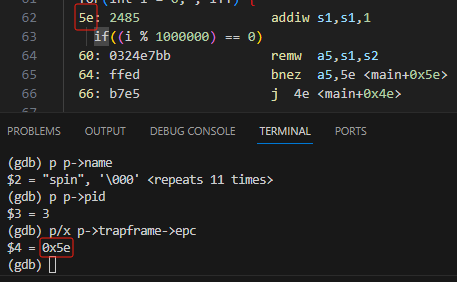 61 for(int i = 0; ; i++) {
62 5e: 2485 addiw s1,s1,1
63 if((i % 1000000) == 0)
64 60: 0324e7bb remw a5,s1,s2
65 64: ffed bnez a5,5e <main+0x5e>
66 66: b7e5 j 4e <main+0x4e>
67
PROBLEMS OUTPUT DEBUG CONSOLE TERMINAL PORTS
(gdb) p p->name
$2 = "spin", '\000' <repeats 11 times>
(gdb) p p->pid
$3 = 3
(gdb) p/x p->trapframe->epc
$4 = 0x5e
(gdb)